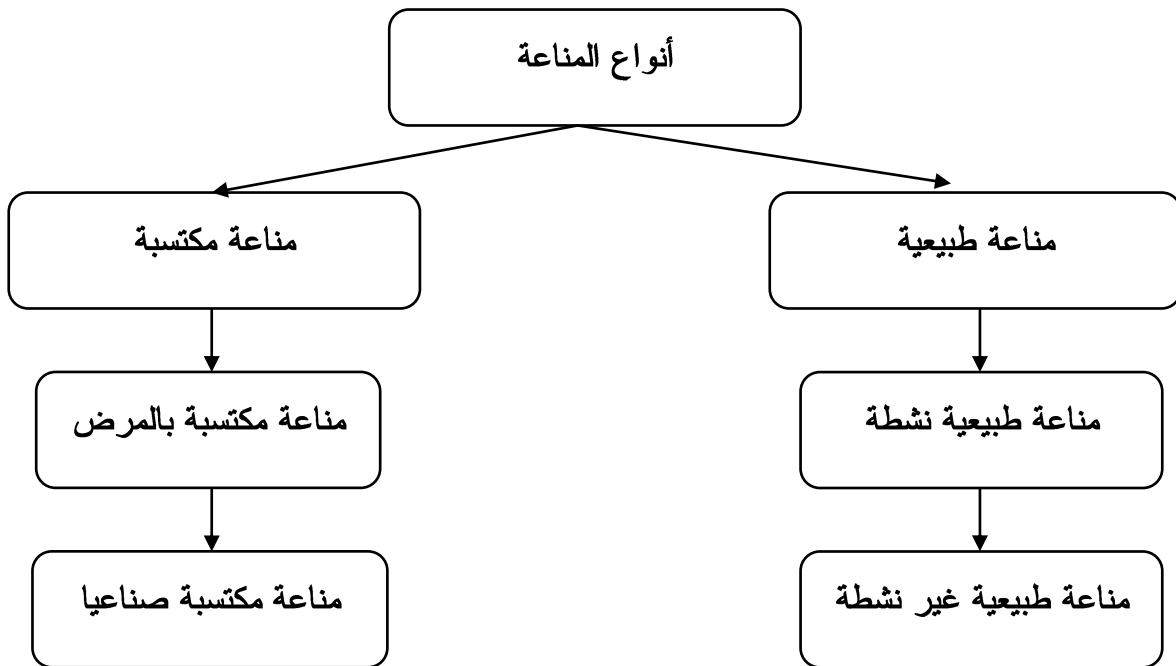 أنواع المناعة
مناعة طبيعية
مناعة مكتسبة
مناعة طبيعية نشطة
مناعة مكتسبة بالمرض
مناعة طبيعية غير نشطة
مناعة مكتسبة صناعيا